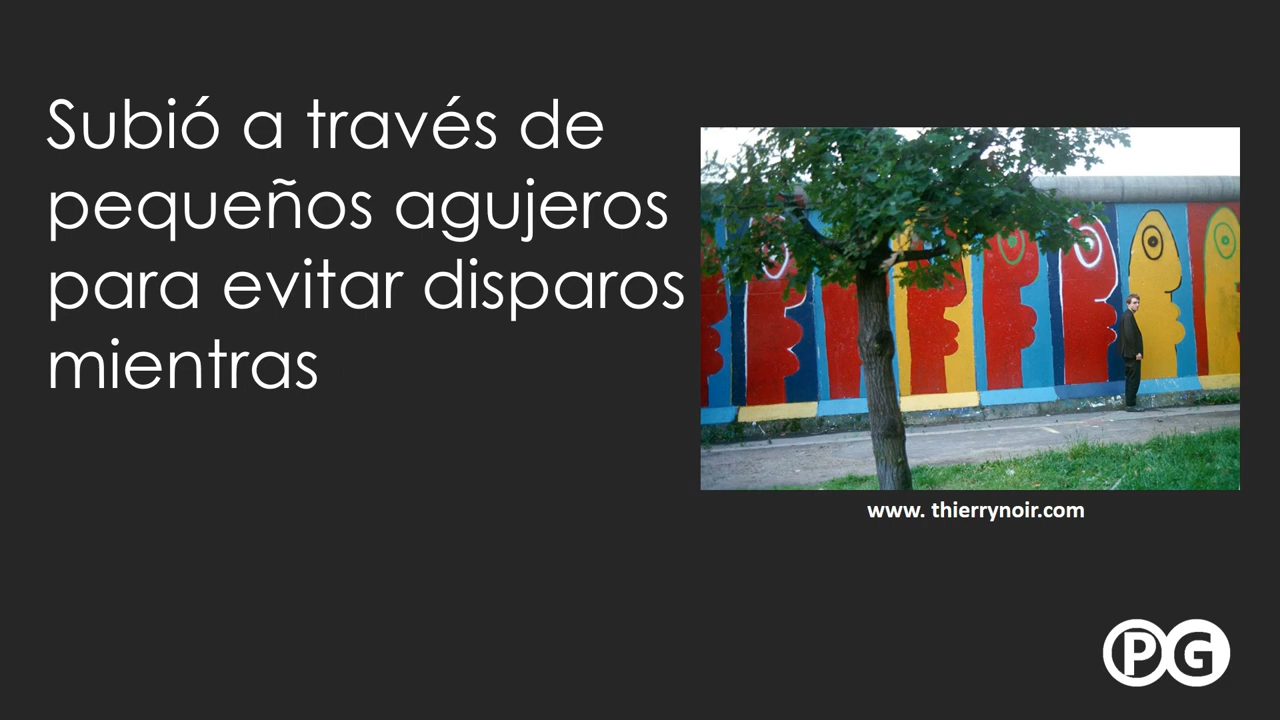 Subió a través de
pequeños agujeros
para evitar disparos
mientras
www. thierrynoir.com
PG